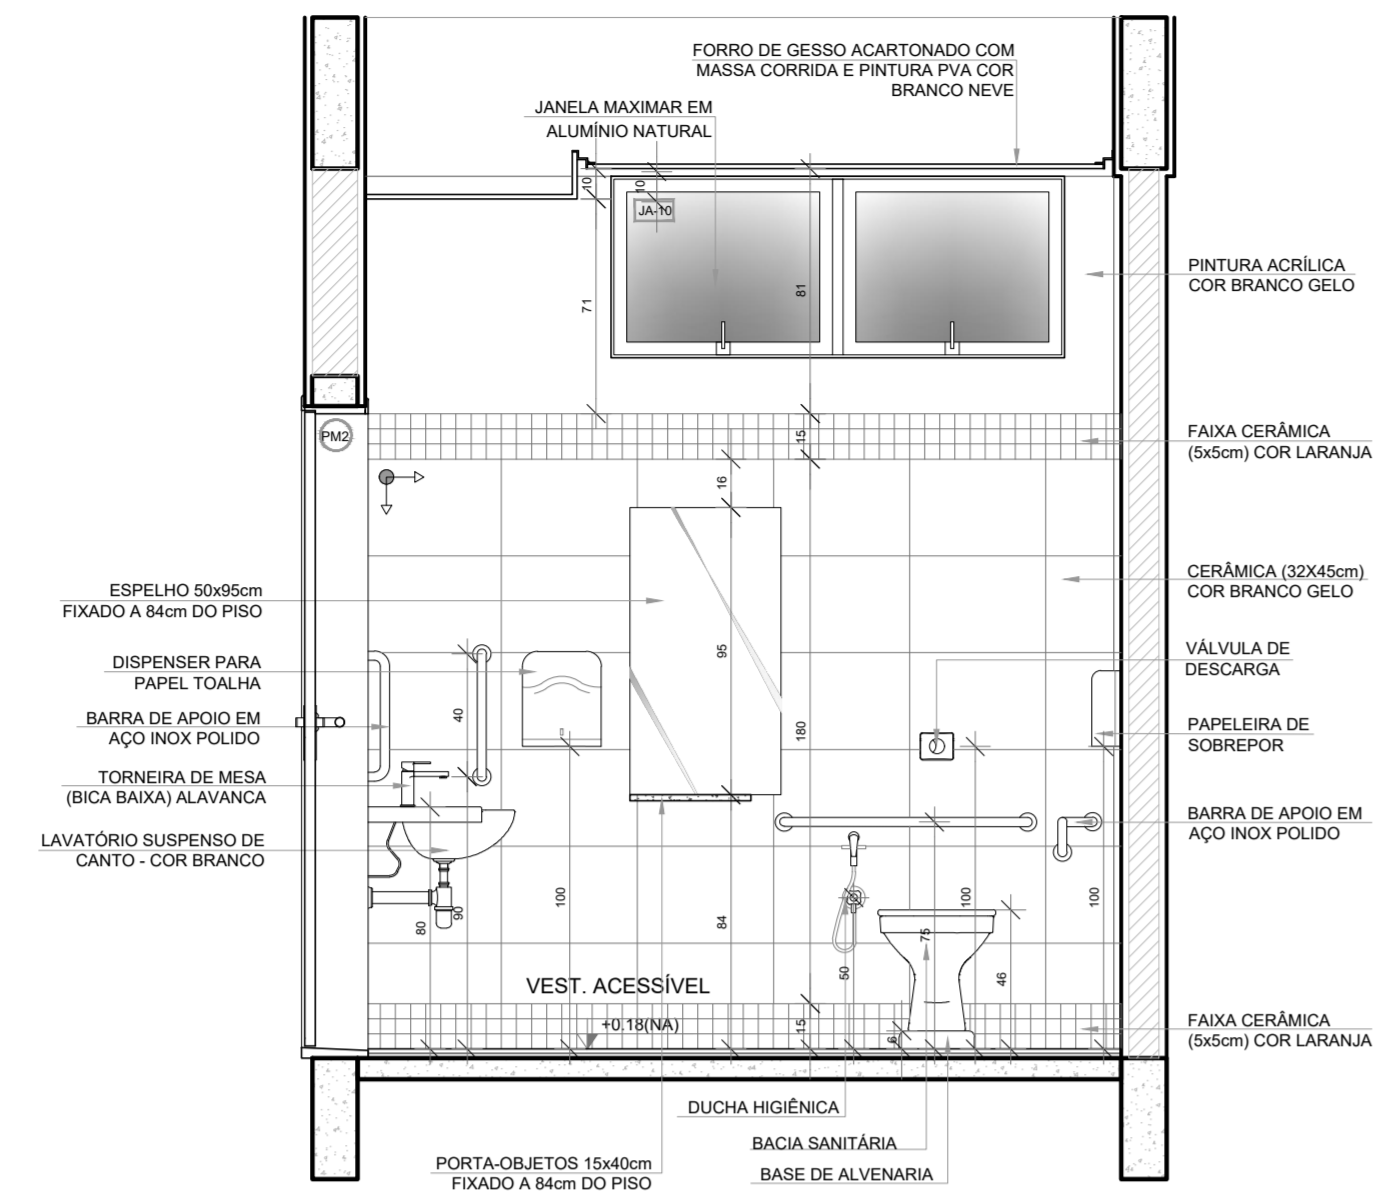 FORRO DE GESSO ACARTONADO COM
MASSA CORRIDA E PINTURA PVA COR
BRANCO NEVE
JANELA MAXIMAR EM
ALUMÍNIO NATURAL
10
10
JA-10
71
81
PINTURA ACRÍLICA
COR BRANCO GELO
PM2
15
FAIXA CERÂMICA
(5x5cm) COR LARANJA
16
CERÂMICA (32X45cm)
COR BRANCO GELO
ESPELHO 50x95cm
FIXADO A 84cm DO PISO
95
VÁLVULA DE
DESCARGA
DISPENSER PARA
PAPEL TOALHA
40
180
BARRA DE APOIO EM
AÇO INOX POLIDO
PAPELEIRA DE
SOBREPOR
TORNEIRA DE MESA
(BICA BAIXA) ALAVANCA
BARRA DE APOIO EM
AÇO INOX POLIDO
LAVATÓRIO SUSPENSO DE
CANTO - COR BRANCO
80
90
100
84
100
100
75
50
46
VEST. ACESSÍVEL
+0.18(NA)
15
6
FAIXA CERÂMICA
(5x5cm) COR LARANJA
DUCHA HIGIÊNICA
BACIA SANITÁRIA
PORTA-OBJETOS 15x40cm
FIXADO A 84cm DO PISO
BASE DE ALVENARIA